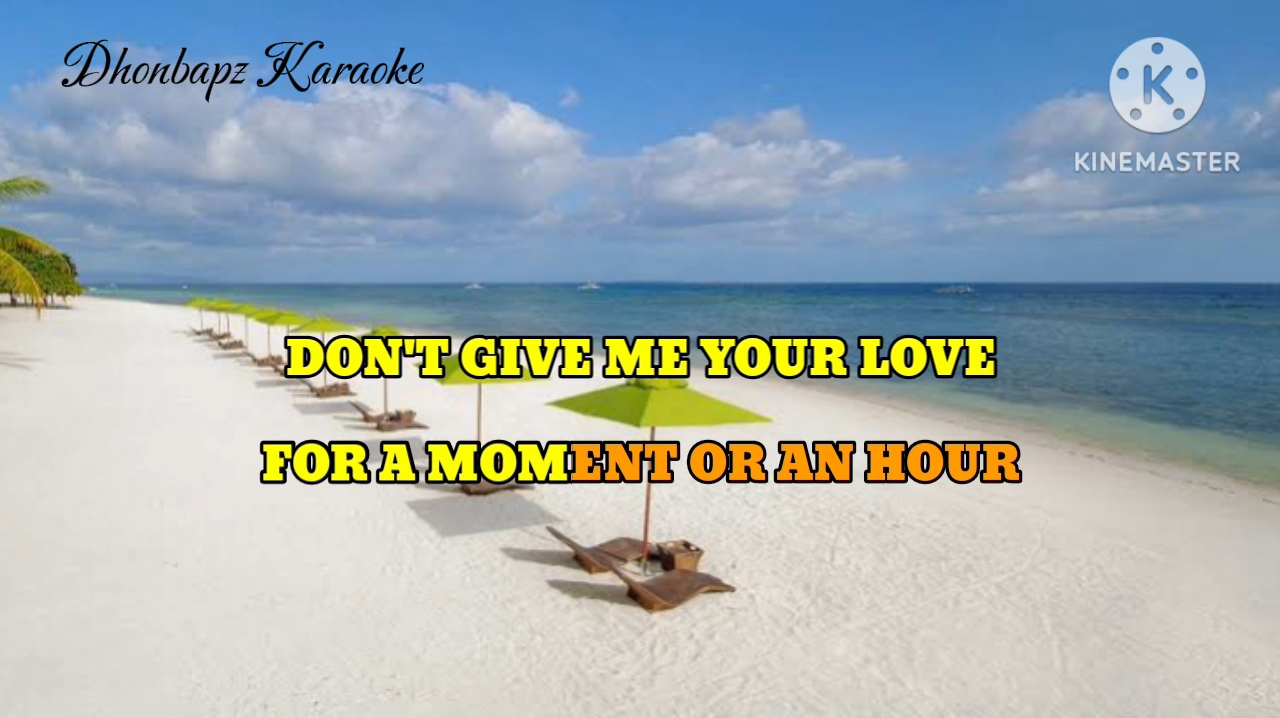 Dhonbapz Karaoke
K
KINEMASTER
DON'T GIVE ME YOUR LOVE
FOR A MOMENT OR AN HOUR